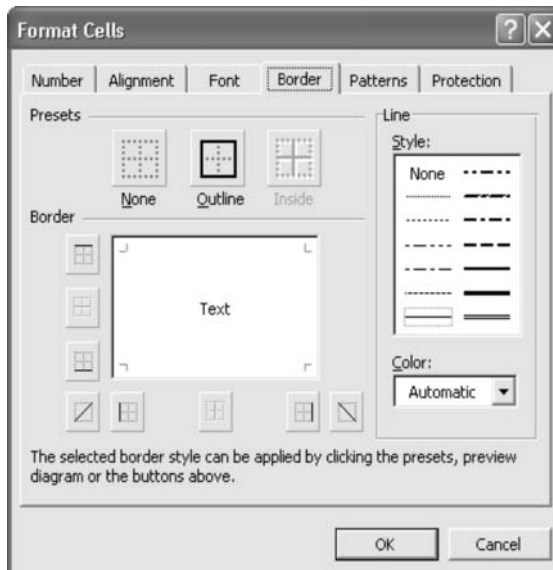 Format Cells
Number Alignment Font Border Patterns Protection
Presets
None Outline Inside
Border
Text
Line
Style:
None
Color:
Automatic
The selected border style can be applied by clicking the presets, preview
diagram or the buttons above.
OK Cancel